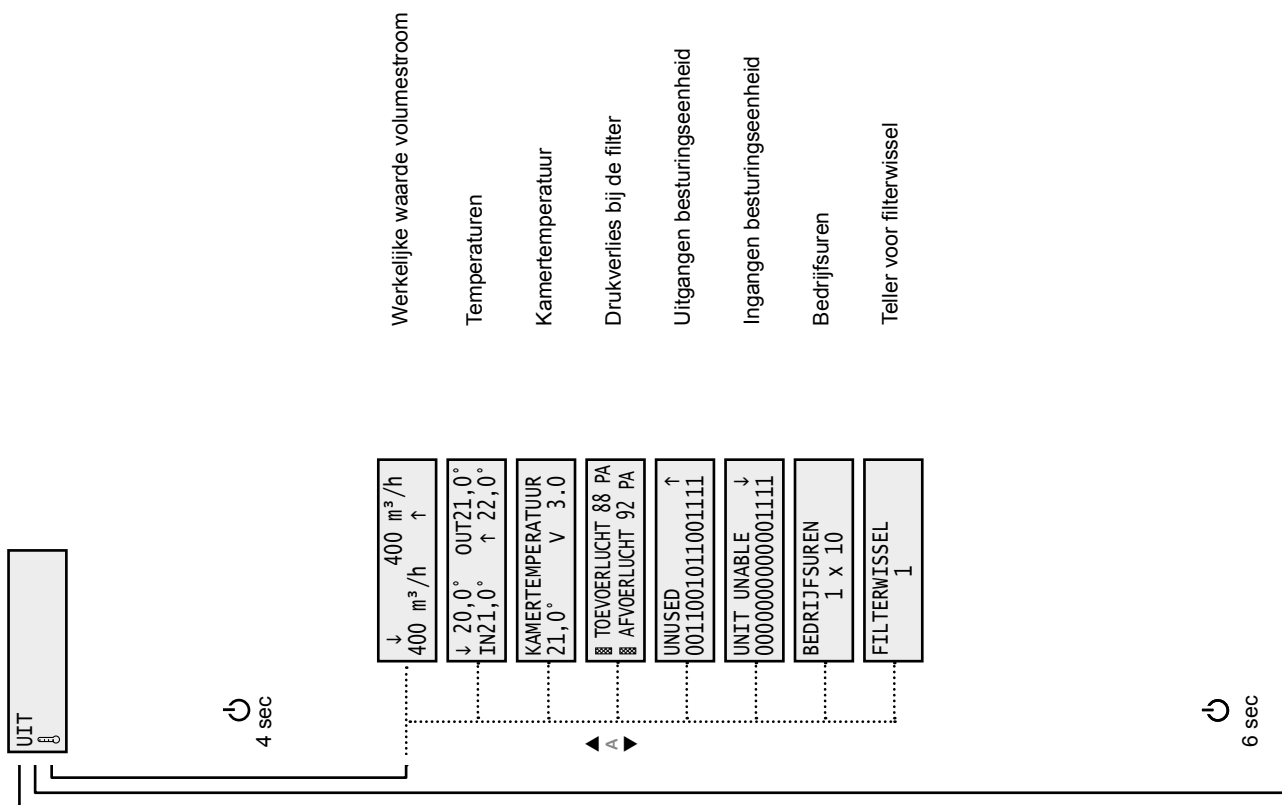 UIT
4 sec
↓ 400 m³/h
400 m³/h ↑
Werkelijke waarde volumestroom
↓ 20,0° OUT21,0°
IN21,0° ↑ 22,0°
Temperaturen
KAMERTEMPERATUUR
21,0° V 3.0
Kamertemperatuur
A
TOEVOERLUCHT 88 PA
AFVOERLUCHT 92 PA
Drukverlies bij de filter
UNUSED ↑
0011001011001111
Uitgangen besturingseenheid
UNIT UNABLE ↓
0000000000001111
Ingangen besturingseenheid
BEDRIJFSUREN
1 x 10
Bedrijfsuren
FILTERWISSEL
1
Teller voor filterwissel
6 sec